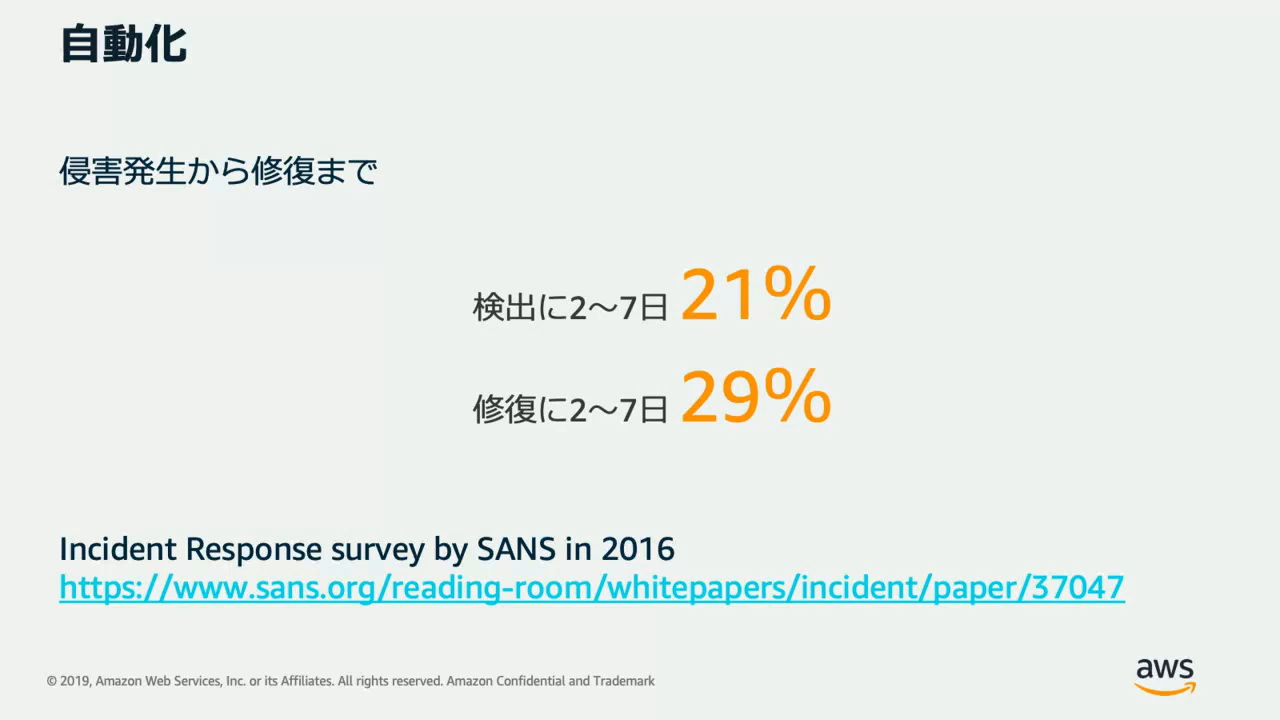 自動化
侵害発生から修復まで
検出に2〜7日 21%
修復に2〜7日 29%
Incident Response survey by SANS in 2016
https://www.sans.org/reading-room/whitepapers/incident/paper/37047
© 2019, Amazon Web Services, Inc. or its Affiliates. All rights reserved. Amazon Confidential and Trademark
aws